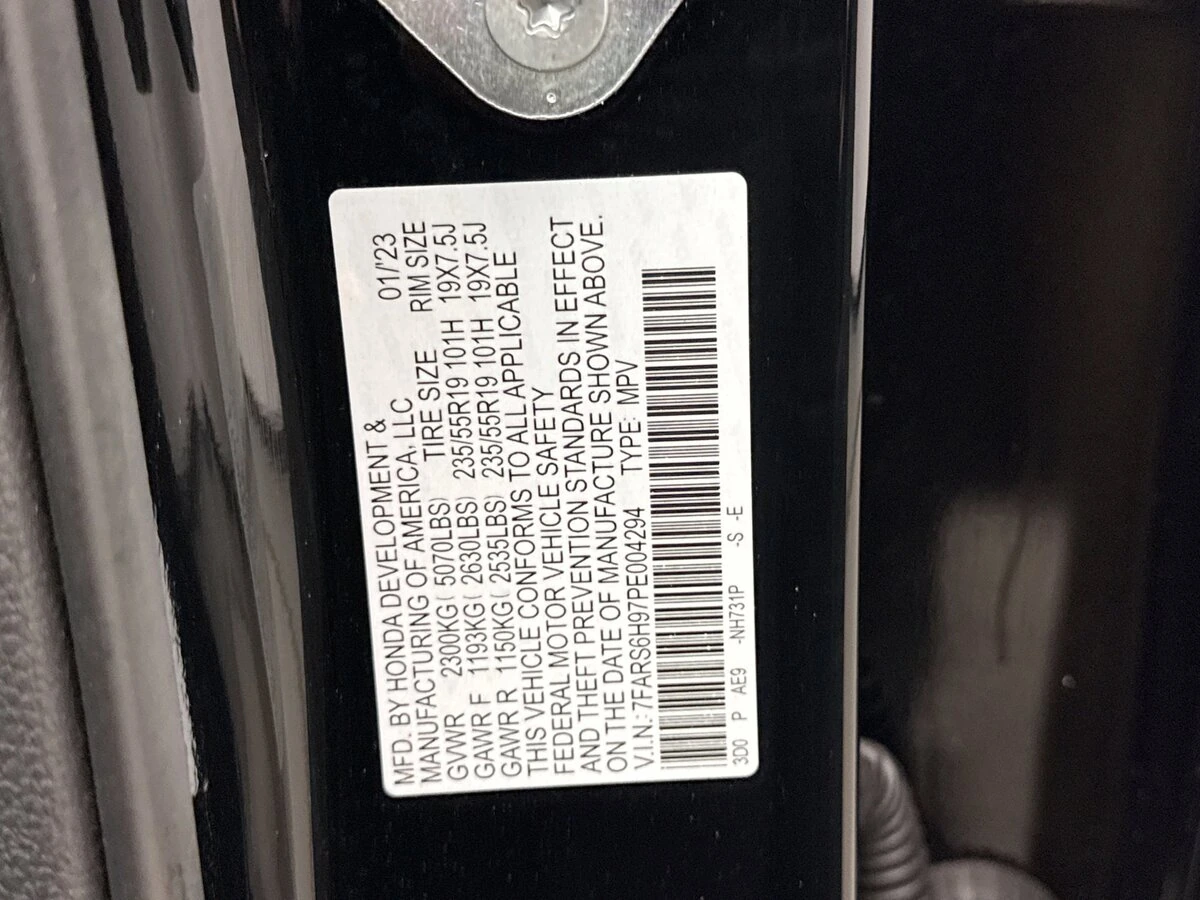 MFD. BY HONDA DEVELOPMENT &
MANUFACTURING OF AMERICA, LLC 01/'23
GVWR 2300KG( 5070LBS) TIRE SIZE RIM SIZE
GAWR F 1193KG( 2630LBS) 235/55R19 101H 19X7.5J
GAWR R 1150KG( 2535LBS) 235/55R19 101H 19X7.5J
THIS VEHICLE CONFORMS TO ALL APPLICABLE
FEDERAL MOTOR VEHICLE SAFETY
AND THEFT PREVENTION STANDARDS IN EFFECT
ON THE DATE OF MANUFACTURE SHOWN ABOVE.
V.I.N.: 7FARS6H97PE004294 TYPE: MPV
3D0 P AE9 -NH731P -S -E